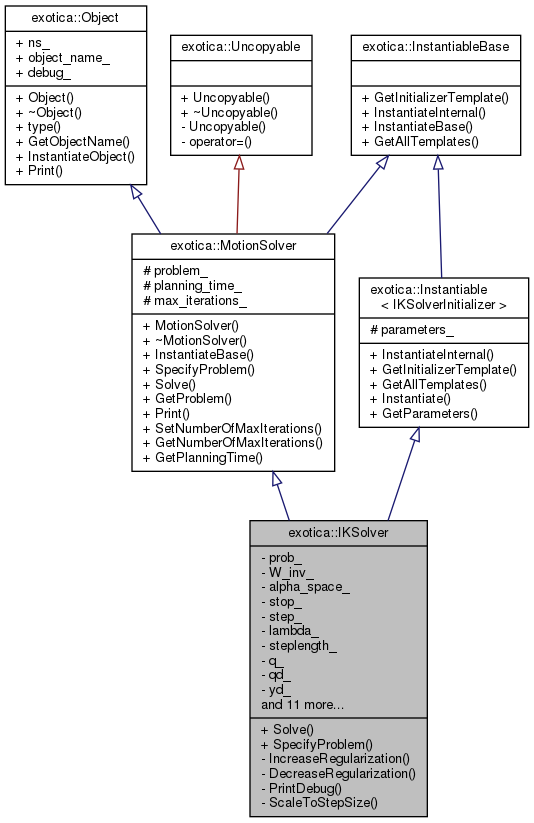 exotica::Object
+ ns_
+ object_name_
+ debug_
+ Object()
+ ~Object()
+ type()
+ GetObjectName()
+ InstantiateObject()
+ Print()
exotica::Uncopyable
+ Uncopyable()
+ ~Uncopyable()
- Uncopyable()
- operator=()
exotica::InstantiableBase
+ GetInitializerTemplate()
+ InstantiateInternal()
+ InstantiateBase()
+ GetAllTemplates()
exotica::MotionSolver
# problem_
# planning_time_
# max_iterations_
+ MotionSolver()
+ ~MotionSolver()
+ InstantiateBase()
+ SpecifyProblem()
+ Solve()
+ GetProblem()
+ Print()
+ SetNumberOfMaxIterations()
+ GetNumberOfMaxIterations()
+ GetPlanningTime()
exotica::Instantiable
< IKSolverInitializer >
# parameters_
+ InstantiateInternal()
+ GetInitializerTemplate()
+ GetAllTemplates()
+ Instantiate()
+ GetParameters()
exotica::IKSolver
- prob_
- W_inv_
- alpha_space_
- stop_
- step_
- lambda_
- steplength_
- q_
- qd_
- yd_
and 11 more...
+ Solve()
+ SpecifyProblem()
- IncreaseRegularization()
- DecreaseRegularization()
- PrintDebug()
- ScaleToStepSize()